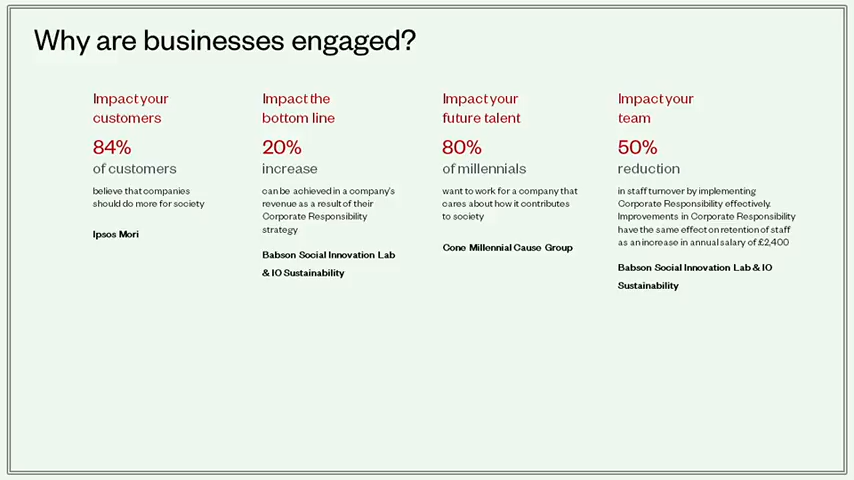 Why are businesses engaged?
Impact your
customers
84%
of customers
believe that companies
should do more for society
Ipsos Mori
Impact the
bottom line
20%
increase
can be achieved in a company's
revenue as a result of their
Corporate Responsibility
strategy
Babson Social Innovation Lab
& IO Sustainability
Impact your
future talent
80%
of millennials
want to work for a company that
cares about how it contributes
to society
Cone Millennial Cause Group
Impact your
team
50%
reduction
in staff turnover by implementing
Corporate Responsibility effectively.
Improvements in Corporate Responsibility
have the same effect on retention of staff
as an increase in annual salary of £2,400
Babson Social Innovation Lab & IO
Sustainability